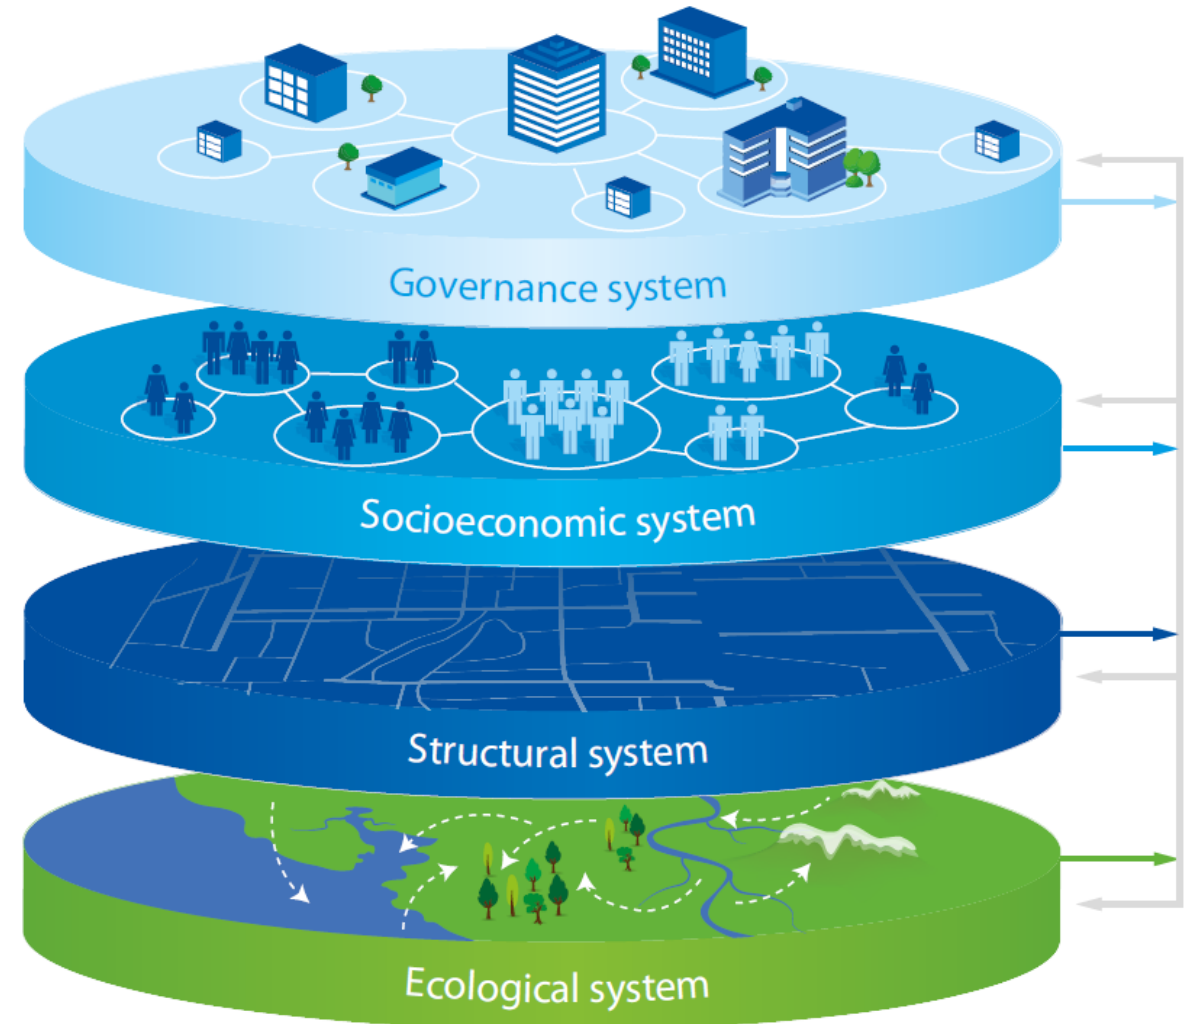 Governance system
Socioeconomic system
Structural system
Ecological system